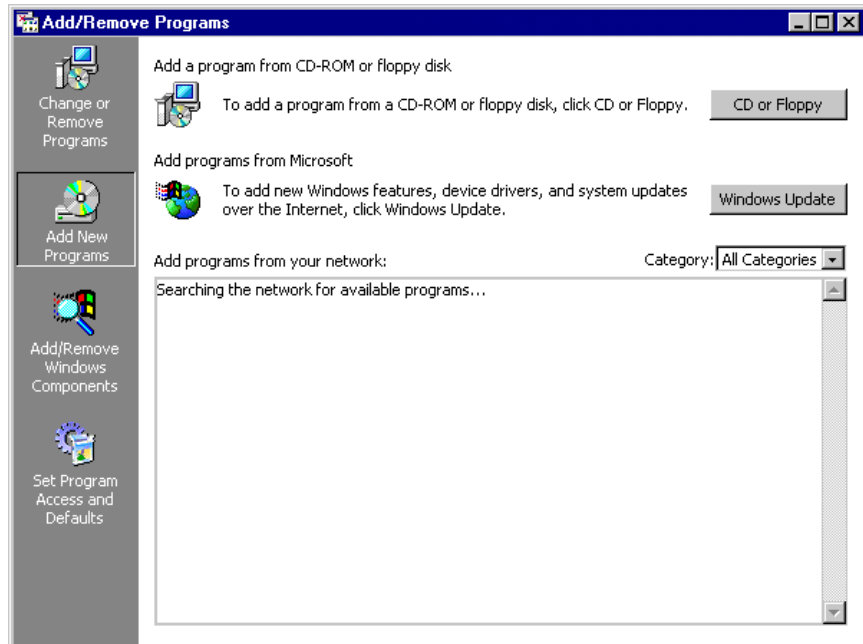 Add/Remove Programs
Change or
Remove
Programs
Add New
Programs
Add/Remove
Windows
Components
Set Program
Access and
Defaults
Add a program from CD-ROM or floppy disk
To add a program from a CD-ROM or floppy disk, click CD or Floppy.
CD or Floppy
Add programs from Microsoft
To add new Windows features, device drivers, and system updates
over the Internet, click Windows Update.
Windows Update
Add programs from your network:
Category: All Categories
Searching the network for available programs...